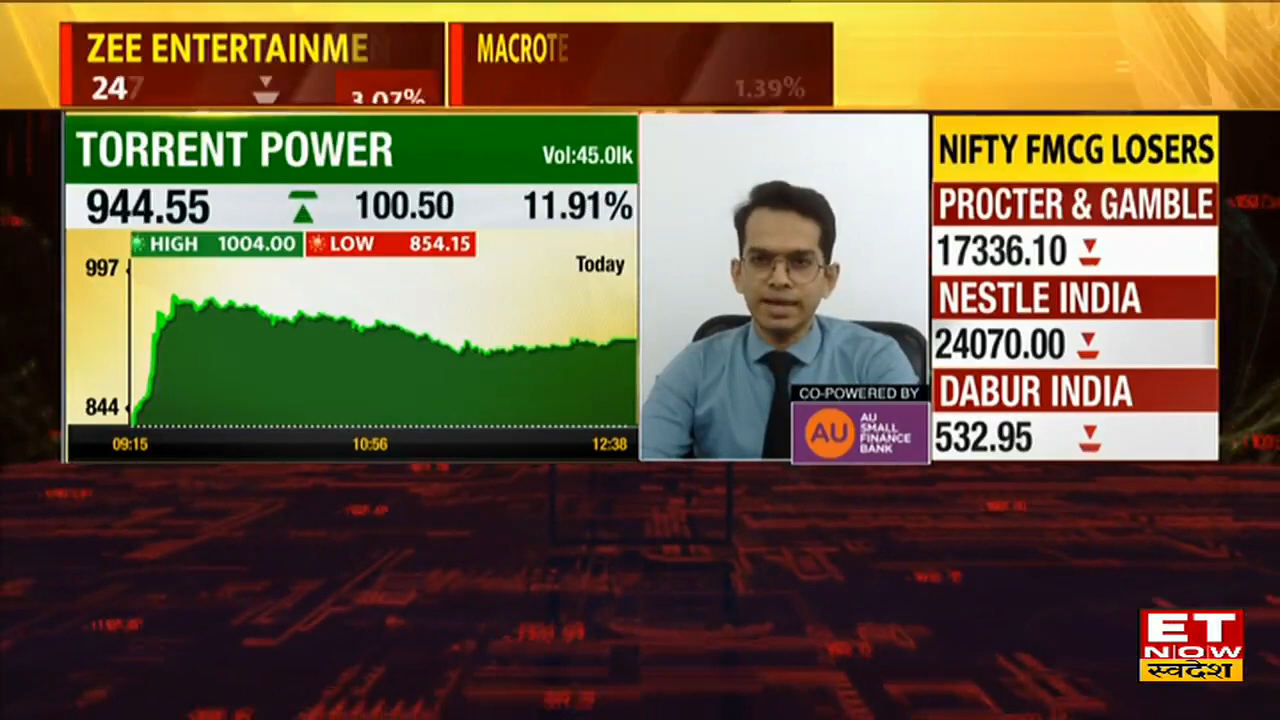 ZEE ENTERTAINME
247
3.07%
MACROTE
1.39%
TORRENT POWER
Vol:45.0lk
944.55
100.50
11.91%
HIGH 1004.00
LOW 854.15
Today
997
844
09:15
10:56
12:38
CO-POWERED BY
AU
AU
SMALL
FINANCE
BANK
NIFTY FMCG LOSERS
PROCTER & GAMBLE
17336.10
NESTLE INDIA
24070.00
DABUR INDIA
532.95
ET
NOW
स्वदेश